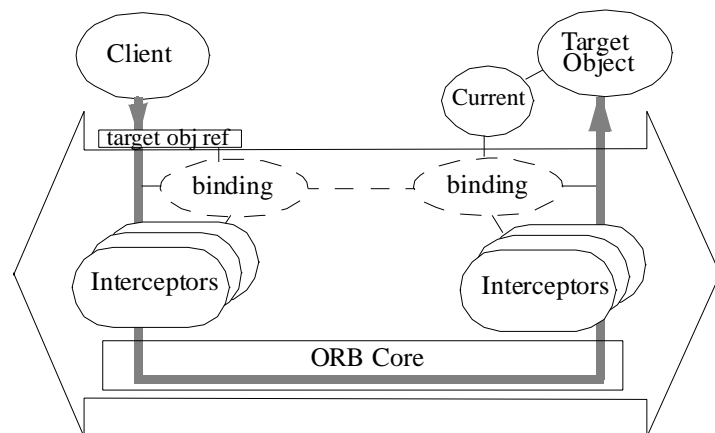 Client
Target
Object
Current
target obj ref
binding
binding
Interceptors
Interceptors
ORB Core